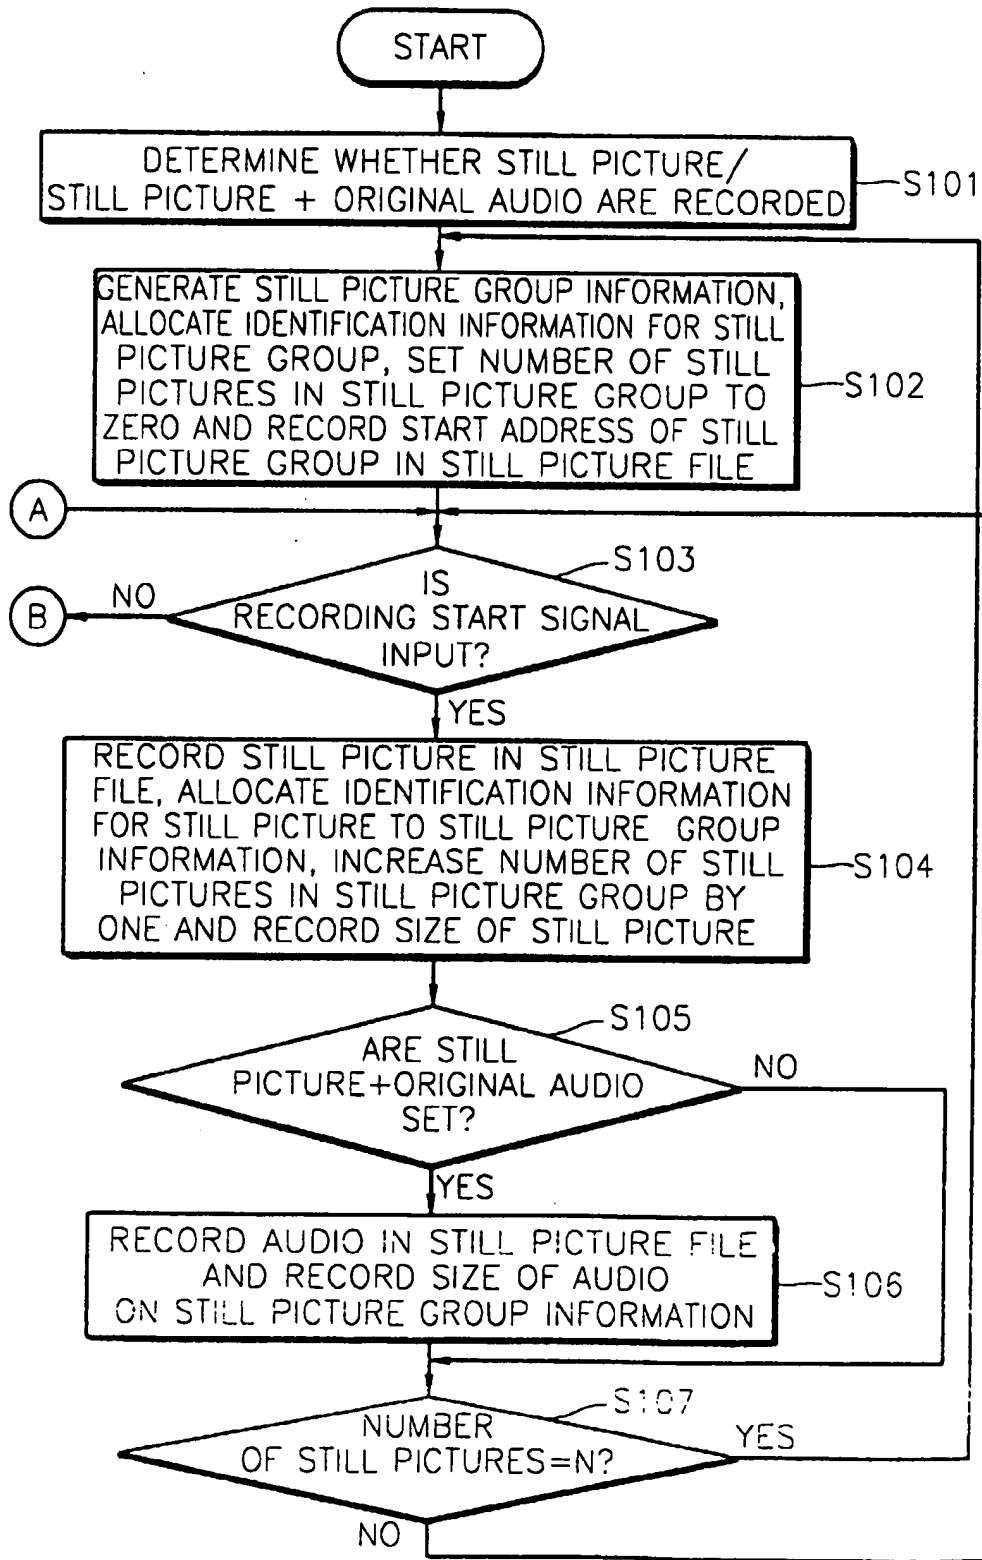 START
DETERMINE WHETHER STILL PICTURE/
STILL PICTURE + ORIGINAL AUDIO ARE RECORDED
S101
GENERATE STILL PICTURE GROUP INFORMATION,
ALLOCATE IDENTIFICATION INFORMATION FOR STILL
PICTURE GROUP, SET NUMBER OF STILL
PICTURES IN STILL PICTURE GROUP TO
ZERO AND RECORD START ADDRESS OF STILL
PICTURE GROUP IN STILL PICTURE FILE
S102
A
S103
IS
RECORDING START SIGNAL
INPUT?
NO
B
YES
RECORD STILL PICTURE IN STILL PICTURE
FILE, ALLOCATE IDENTIFICATION INFORMATION
FOR STILL PICTURE TO STILL PICTURE GROUP
INFORMATION, INCREASE NUMBER OF STILL
PICTURES IN STILL PICTURE GROUP BY
ONE AND RECORD SIZE OF STILL PICTURE
S104
S105
ARE STILL
PICTURE+ORIGINAL AUDIO
SET?
NO
YES
RECORD AUDIO IN STILL PICTURE FILE
AND RECORD SIZE OF AUDIO
ON STILL PICTURE GROUP INFORMATION
S106
S107
NUMBER
OF STILL PICTURES=N?
YES
NO